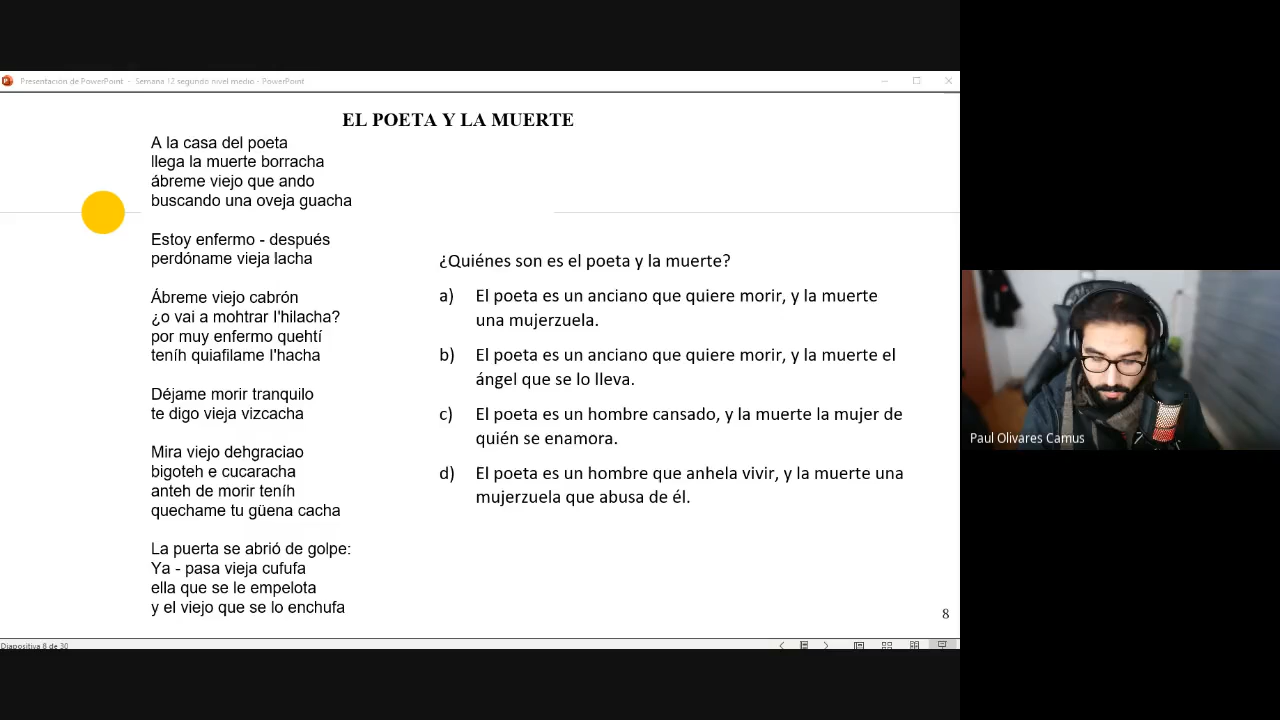 Presentación de PowerPoint - Semana 12 segundo nivel medio - PowerPoint
EL POETA Y LA MUERTE
A la casa del poeta
llega la muerte borracha
ábreme viejo que ando
buscando una oveja guacha
Estoy enfermo - después
perdóname vieja lacha
Ábreme viejo cabrón
¿o vai a mohtrar l'hilacha?
por muy enfermo quehtí
teníh quiafilame l'hacha
Déjame morir tranquilo
te digo vieja vizcacha
Mira viejo dehgraciao
bigoteh e cucaracha
anteh de morir teníh
quechame tu güena cacha
La puerta se abrió de golpe:
Ya - pasa vieja cufufa
ella que se le empelota
y el viejo que se lo enchufa
¿Quiénes son es el poeta y la muerte?
a) El poeta es un anciano que quiere morir, y la muerte
una mujerzuela.
b) El poeta es un anciano que quiere morir, y la muerte el
ángel que se lo lleva.
c) El poeta es un hombre cansado, y la muerte la mujer de
quién se enamora.
d) El poeta es un hombre que anhela vivir, y la muerte una
mujerzuela que abusa de él.
8
Diapositiva 8 de 30
Paul Olivares Camus